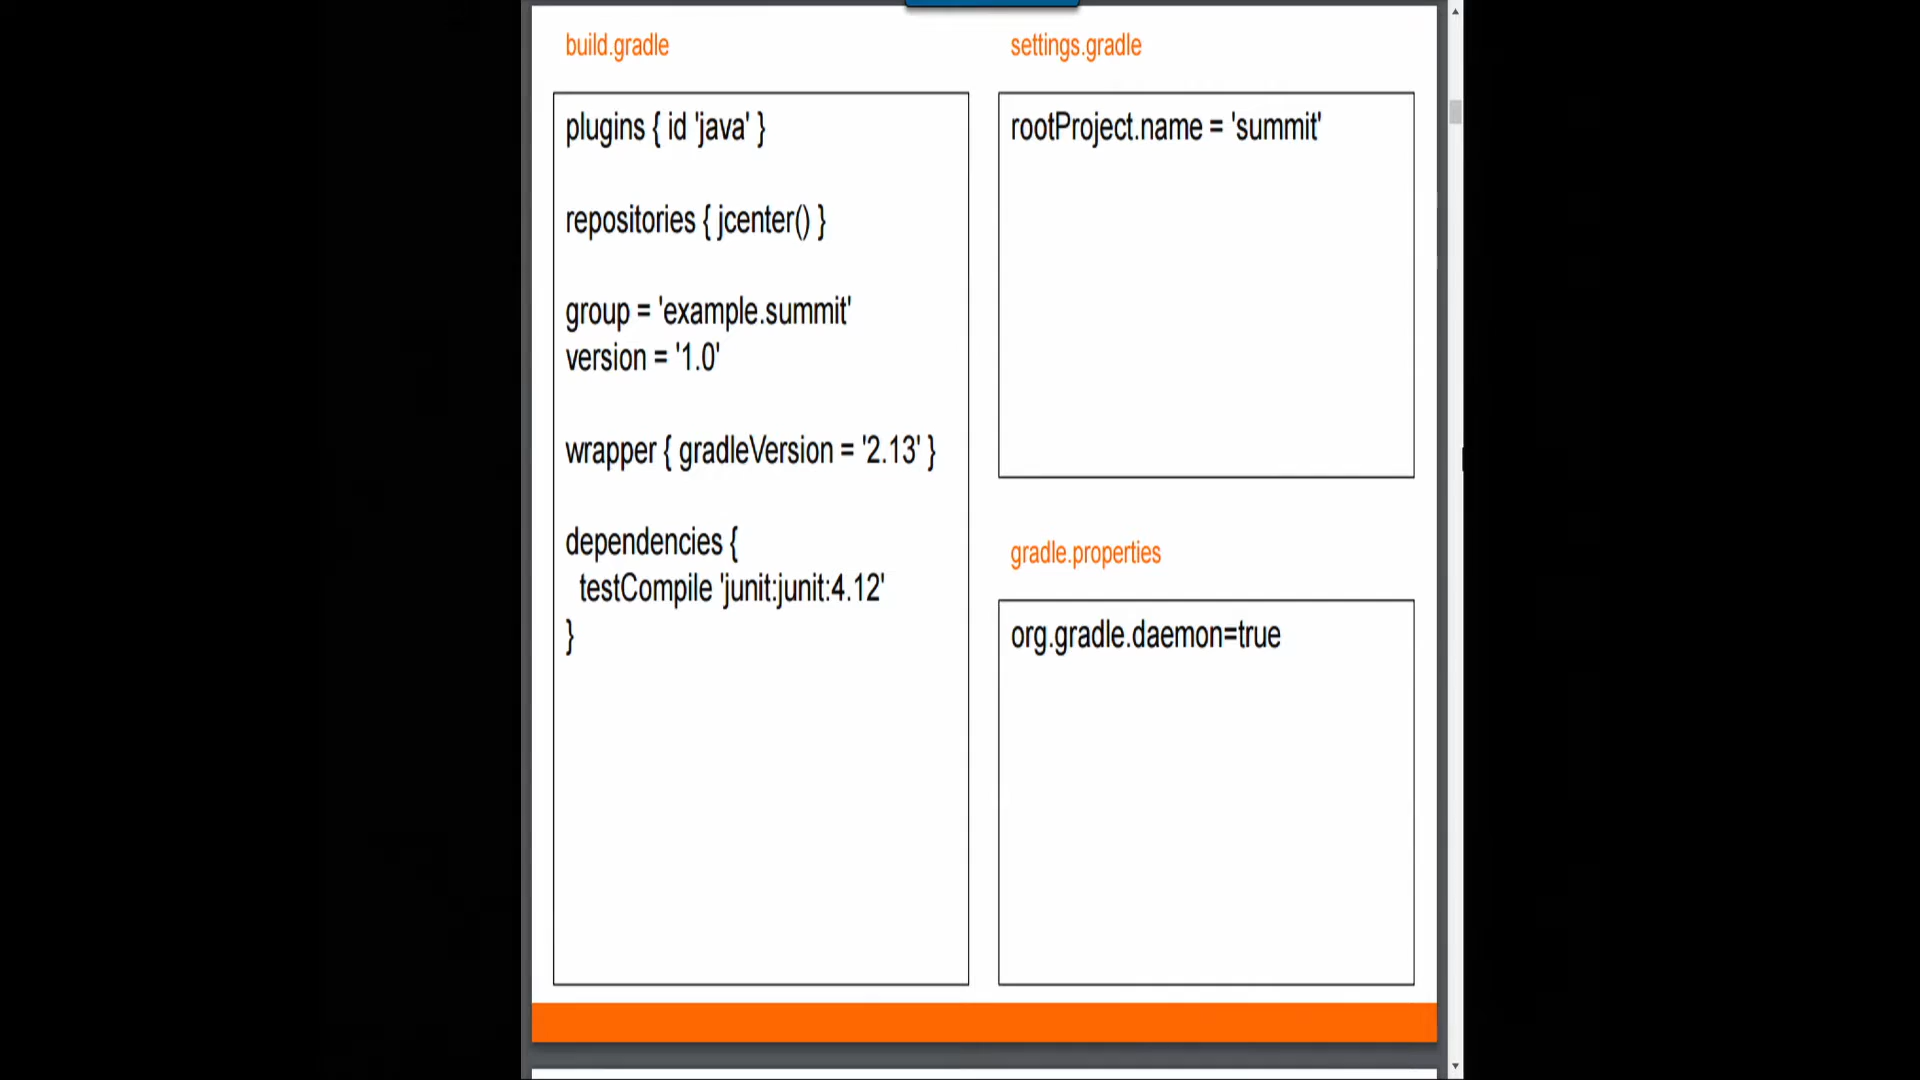 build.gradle
plugins { id 'java' }
repositories { jcenter() }
group = 'example.summit'
version = '1.0'
wrapper { gradleVersion = '2.13' }
dependencies {
  testCompile 'junit:junit:4.12'
}
settings.gradle
rootProject.name = 'summit'
gradle.properties
org.gradle.daemon=true